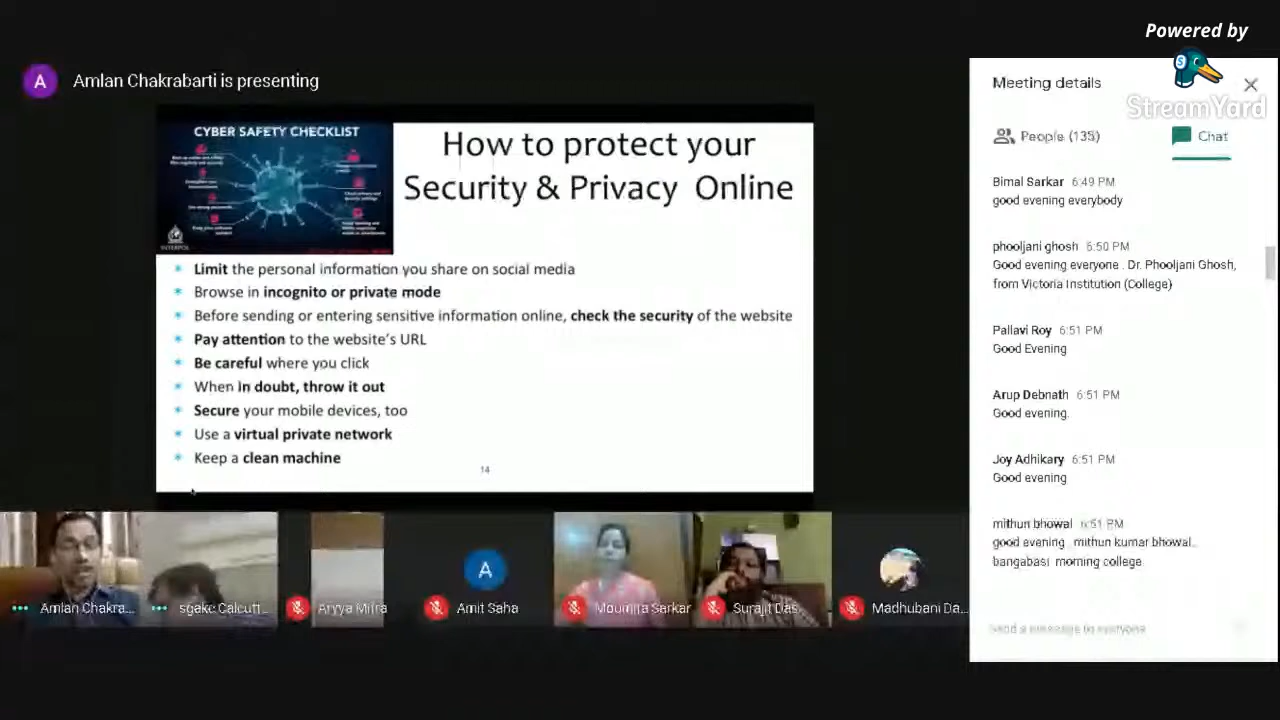 Powered by
StreamYard
A
Amlan Chakrabarti is presenting
CYBER SAFETY CHECKLIST
INTERPOL
How to protect your
Security & Privacy Online
Limit the personal information you share on social media
Browse in incognito or private mode
Before sending or entering sensitive information online, check the security of the website
Pay attention to the website's URL
Be careful where you click
When in doubt, throw it out
Secure your mobile devices, too
Use a virtual private network
Keep a clean machine
14
Amlan Chakra...
sgakc Calcutt...
Aryya Mitra
A
Amit Saha
Moumita Sarkar
Surajit Das
Madhubani Da...
Meeting details
People (135)
Chat
Bimal Sarkar 6:49 PM
good evening everybody
phooljani ghosh 6:50 PM
Good evening everyone . Dr. Phooljani Ghosh,
from Victoria Institution (College)
Pallavi Roy 6:51 PM
Good Evening
Arup Debnath 6:51 PM
Good evening.
Joy Adhikary 6:51 PM
Good evening
mithun bhowal 6:51 PM
good evening . mithun kumar bhowal..
bangabasi morning college.
Send a message to everyone